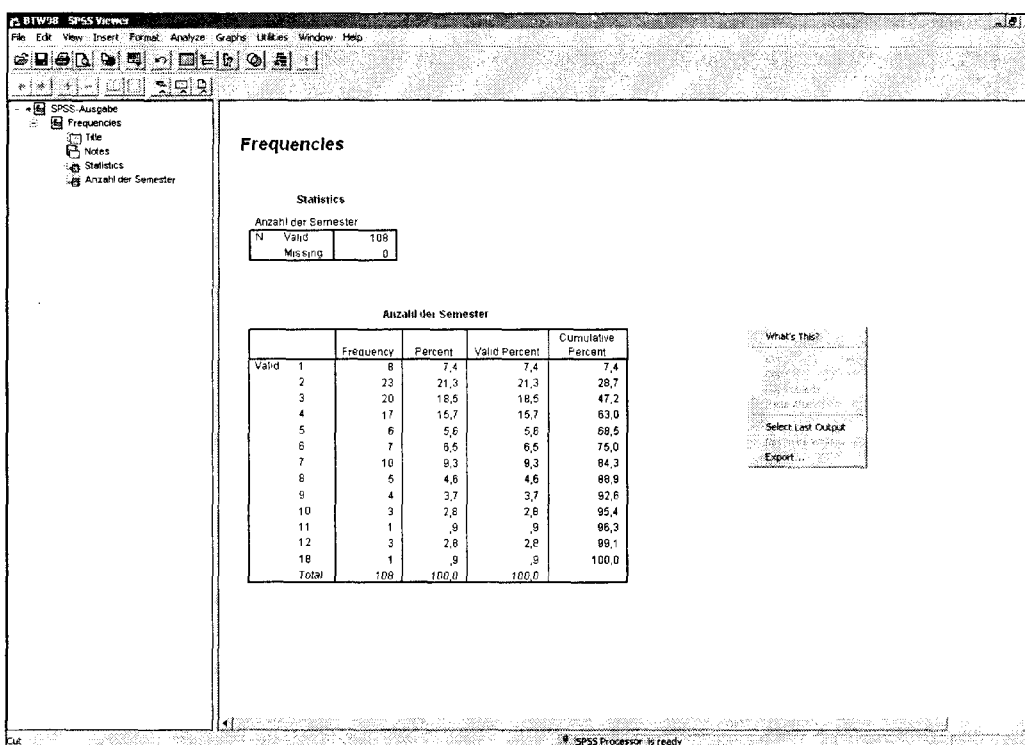 BTW98 SPSS Viewer
File Edit View Insert Format Analyze Graphs Utilities Window Help
SPSS-Ausgabe
Frequencies
Title
Notes
Statistics
Anzahl der Semester
Frequencies
Statistics
Anzahl der Semester
N Valid 108
Missing 0
Anzahl der Semester
Frequency Percent Valid Percent Cumulative Percent
Valid 1 8 7,4 7,4 7,4
2 23 21,3 21,3 28,7
3 20 18,5 18,5 47,2
4 17 15,7 15,7 63,0
5 6 5,6 5,6 68,5
6 7 6,5 6,5 75,0
7 10 9,3 9,3 84,3
8 5 4,6 4,6 88,9
9 4 3,7 3,7 92,6
10 3 2,8 2,8 95,4
11 1 ,9 ,9 96,3
12 3 2,8 2,8 99,1
18 1 ,9 ,9 100,0
Total 108 100,0 100,0
What's This?
Select Last Output
Export...
Cut
SPSS Processor is ready